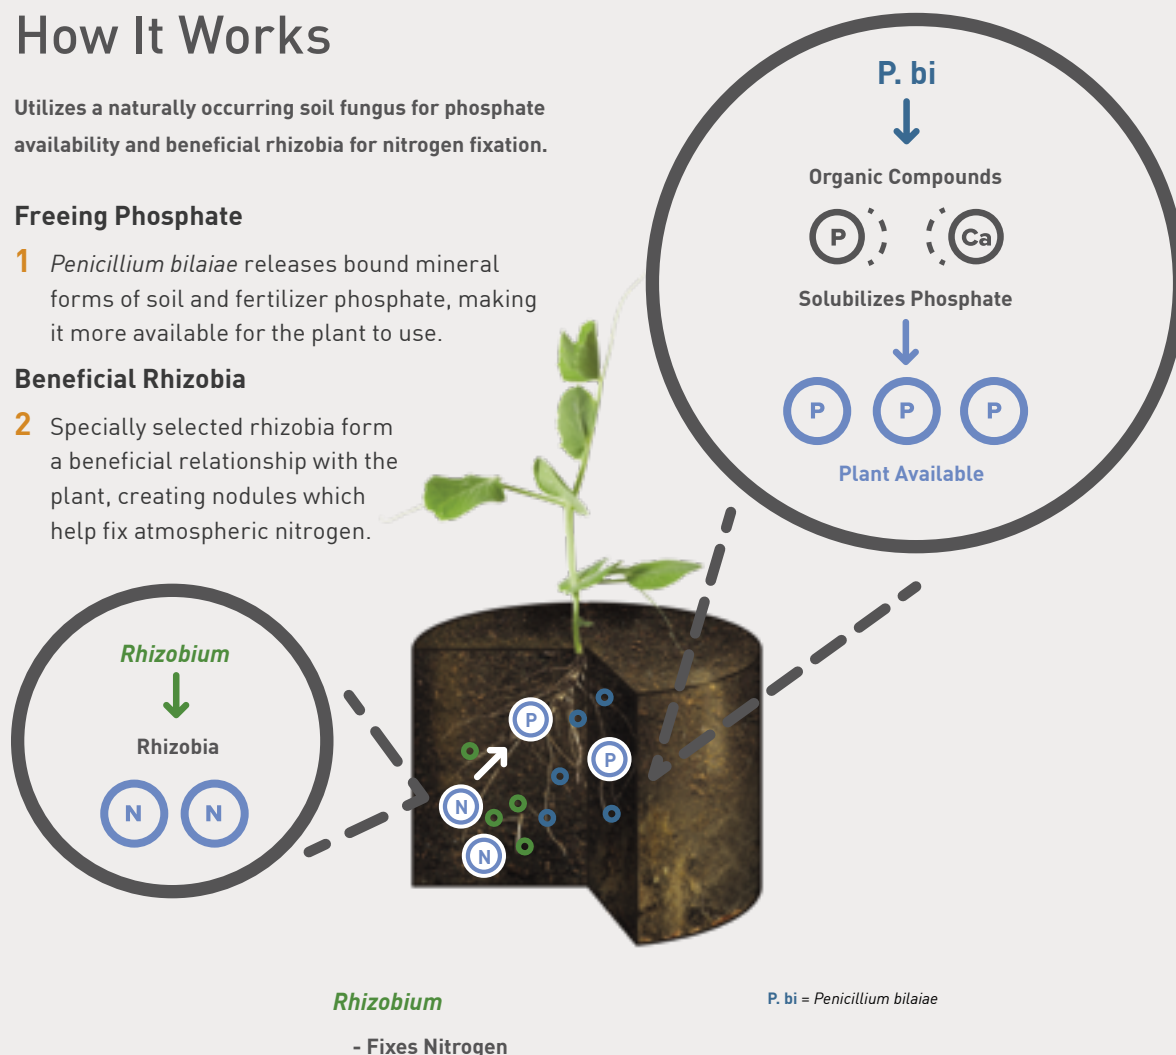 How It Works
Utilizes a naturally occurring soil fungus for phosphate
availability and beneficial rhizobia for nitrogen fixation.
Freeing Phosphate
1 Penicillium bilaiae releases bound mineral
forms of soil and fertilizer phosphate, making
it more available for the plant to use.
Beneficial Rhizobia
2 Specially selected rhizobia form
a beneficial relationship with the
plant, creating nodules which
help fix atmospheric nitrogen.
P. bi
Organic Compounds
P Ca
Solubilizes Phosphate
P P P
Plant Available
Rhizobium
Rhizobia
N N
P
P
N
N
Rhizobium
- Fixes Nitrogen
P. bi = Penicillium bilaiae